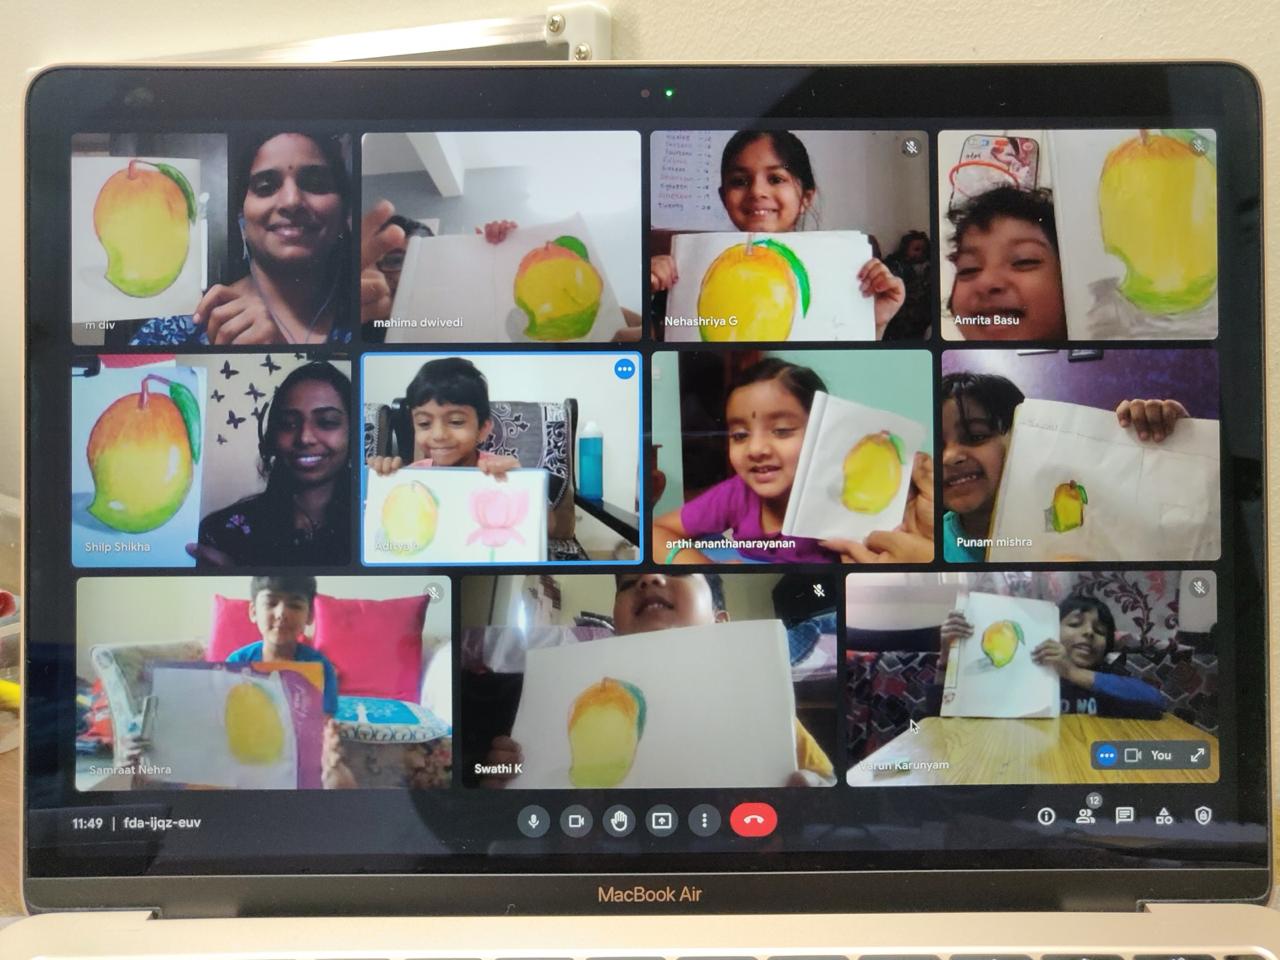 m div
mahima dwivedi
Nehashriya G
Amrita Basu
Shilp Shikha
Aditya b
arthi ananthanarayanan
Punam mishra
Samraat Nehra
Swathi K
Varun Karunyam
You
11:49 | fda-ijqz-euv
12
MacBook Air